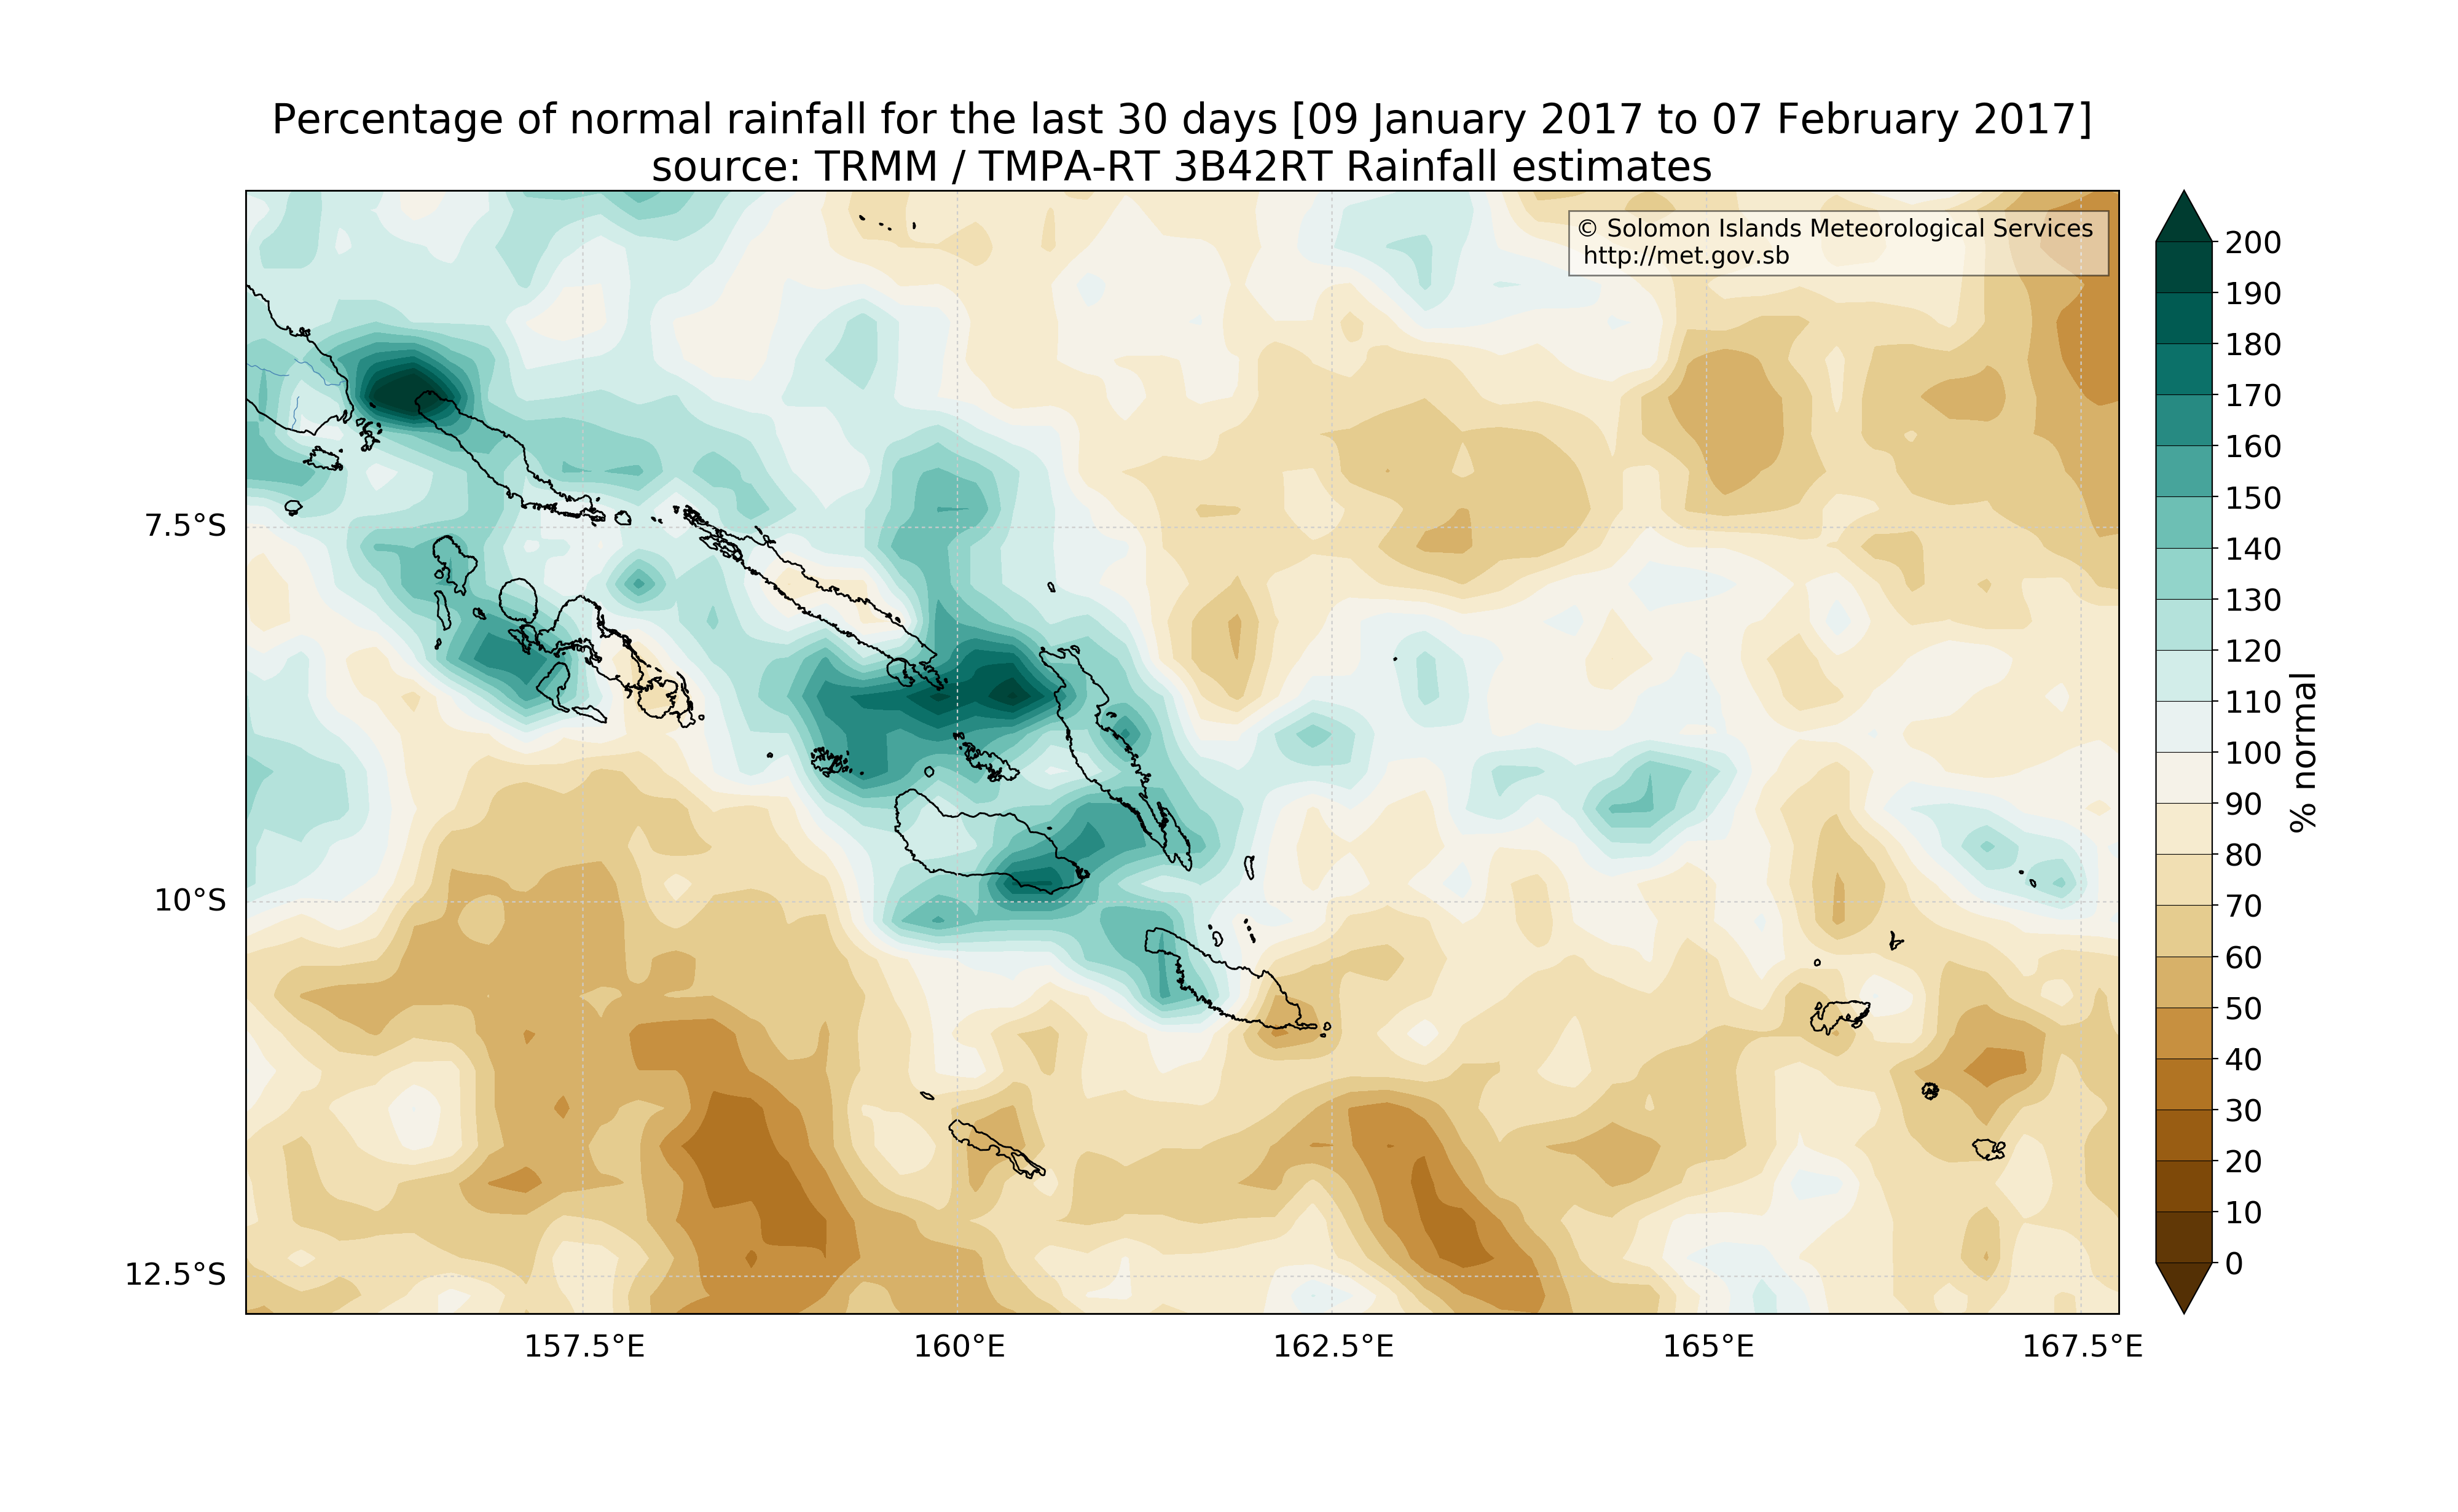 Percentage of normal rainfall for the last 30 days [09 January 2017 to 07 February 2017]
source: TRMM / TMPA-RT 3B42RT Rainfall estimates
© Solomon Islands Meteorological Services
http://met.gov.sb
7.5°S
10°S
12.5°S
157.5°E
160°E
162.5°E
165°E
167.5°E
200
190
180
170
160
150
140
130
120
110
100
90
80
70
60
50
40
30
20
10
0
% normal